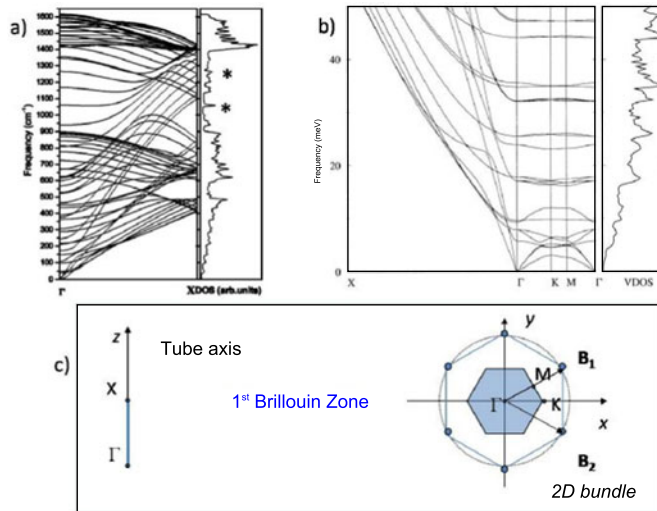 a)
1600
1500
1400
1300
1200
1100
1000
900
800
700
600
500
400
300
200
100
0
Frequency (cm⁻¹)
*
*
Γ
XDOS (arb.units)
b)
40
20
0
Frequency (meV)
X
Γ
K
M
Γ
VDOS
c)
z
Tube axis
X
Γ
1st Brillouin Zone
y
B1
M
Γ
K
x
B2
2D bundle